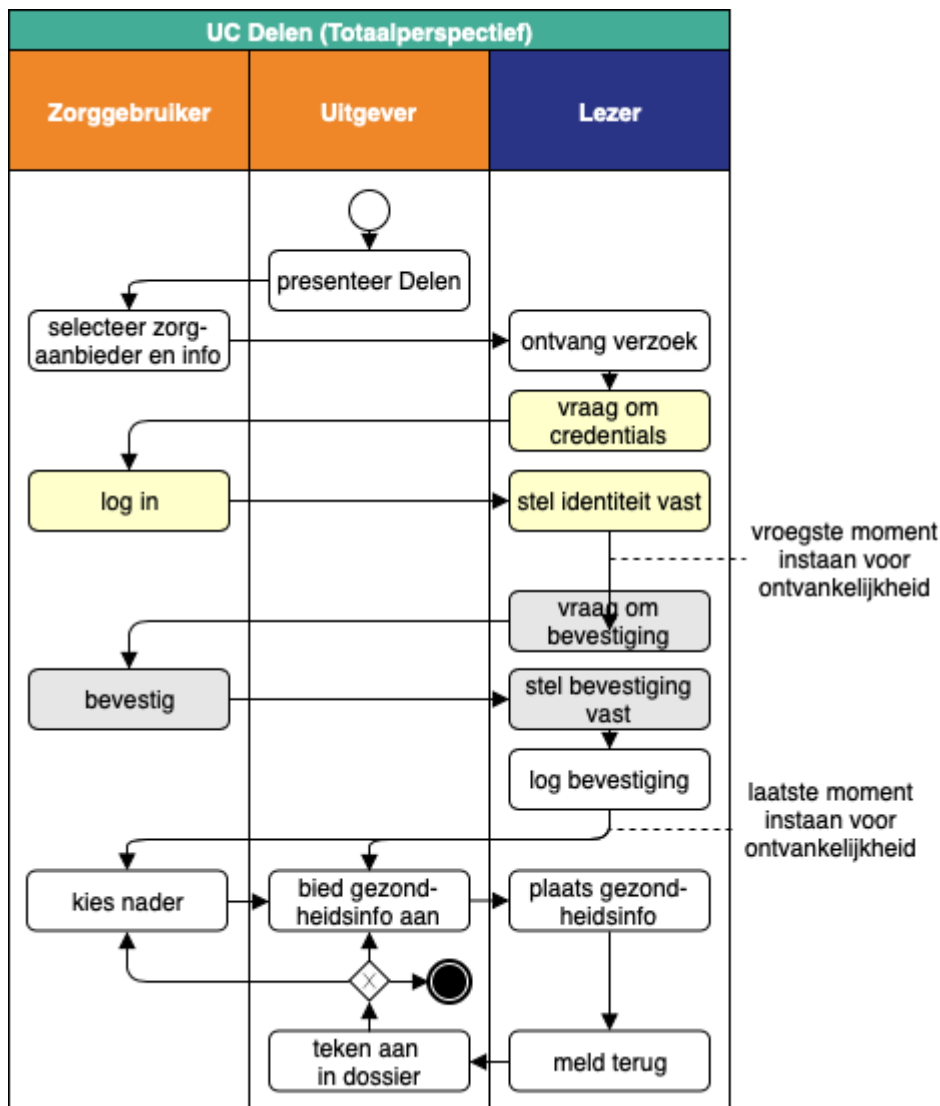 UC Delen (Totaalperspectief)
Zorggebruiker
Uitgever
Lezer
presenteer Delen
selecteer zorg-
aanbieder en info
ontvang verzoek
vraag om
credentials
log in
stel identiteit vast
vroegste moment
instaan voor
ontvankelijkheid
vraag om
bevestiging
bevestig
stel bevestiging
vast
log bevestiging
laatste moment
instaan voor
ontvankelijkheid
kies nader
bied gezond-
heidsinfo aan
plaats gezond-
heidsinfo
X
teken aan
in dossier
meld terug